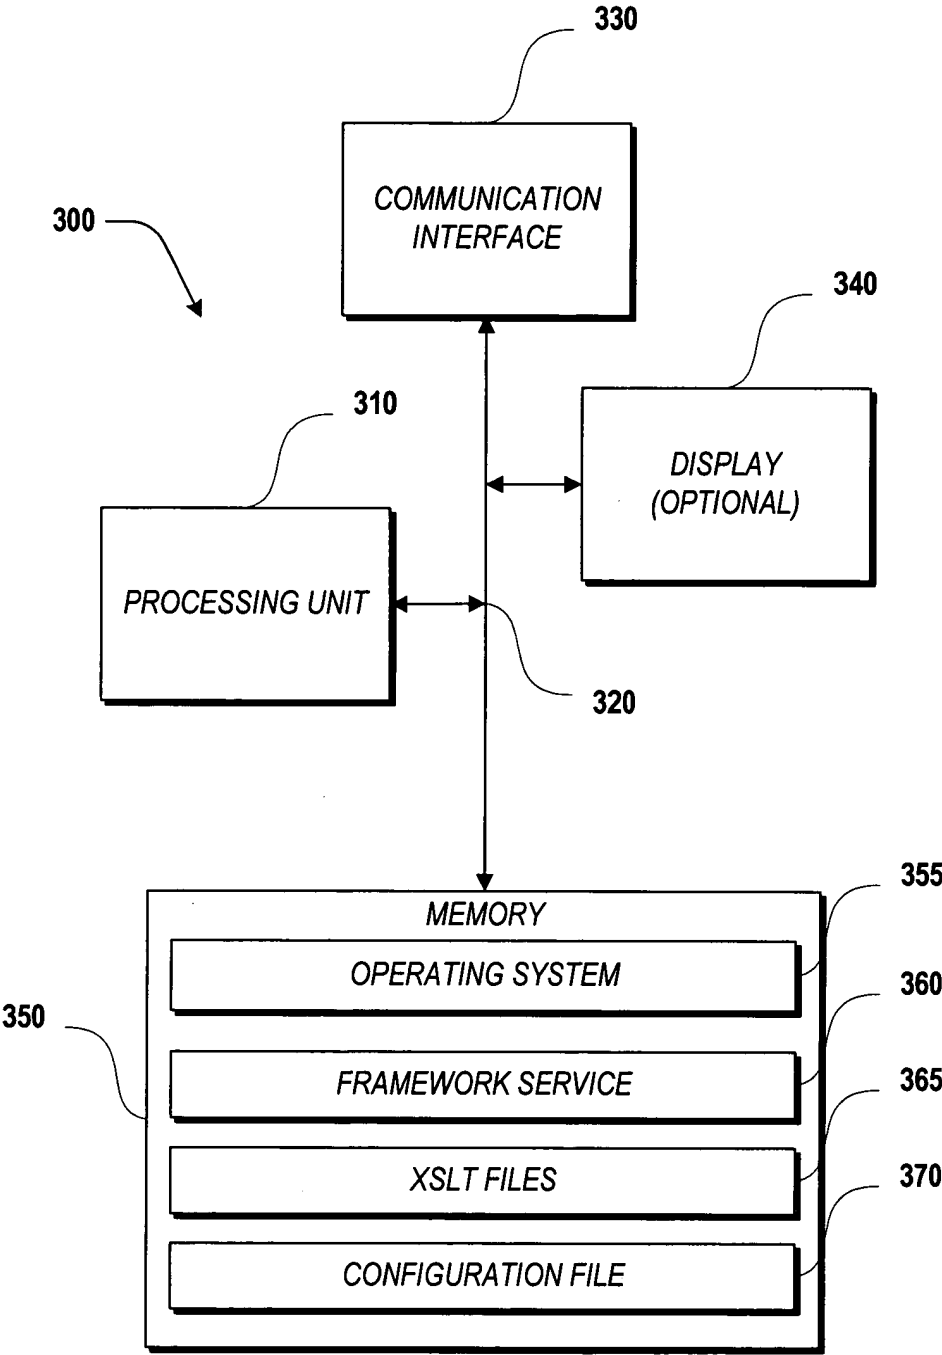 330
COMMUNICATION
INTERFACE
300
340
310
DISPLAY
(OPTIONAL)
PROCESSING UNIT
320
355
MEMORY
OPERATING SYSTEM
360
350
FRAMEWORK SERVICE
365
XSLT FILES
370
CONFIGURATION FILE